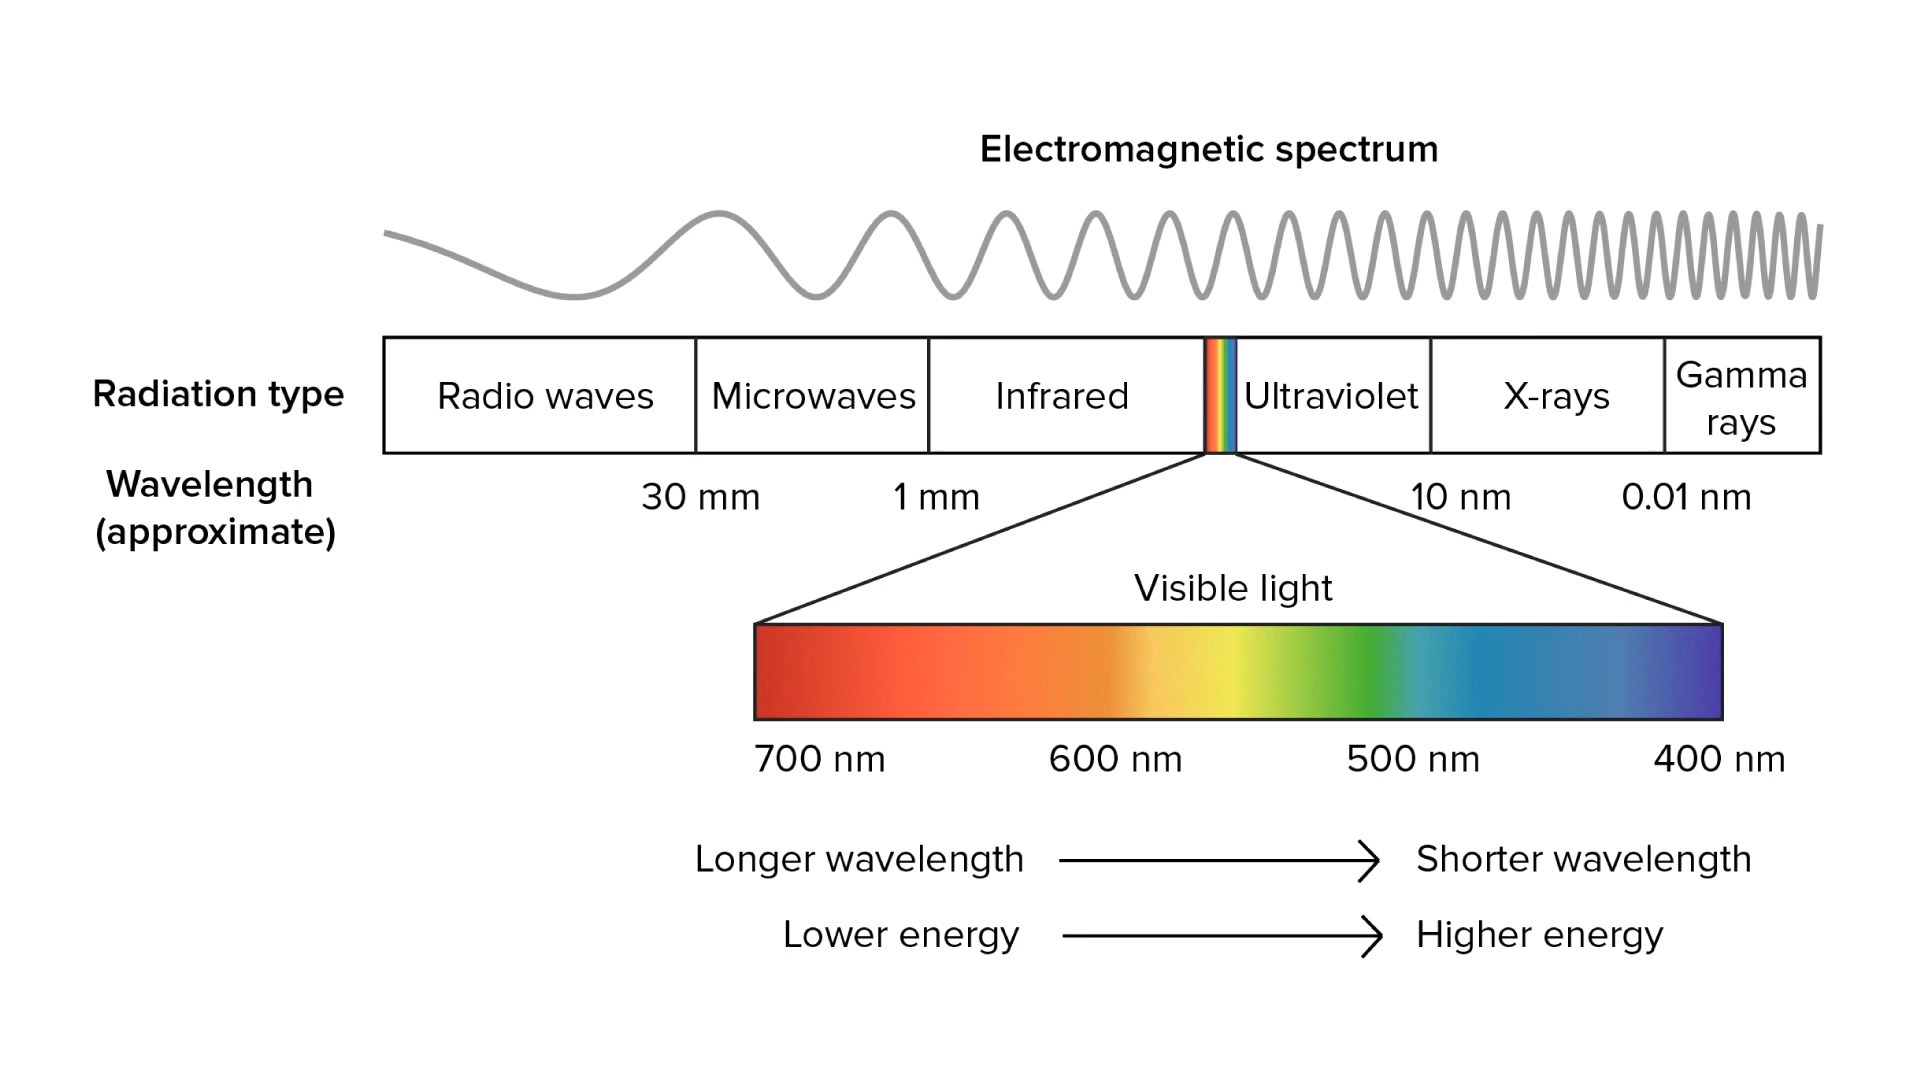 Electromagnetic spectrum
Radiation type
Radio waves
Microwaves
Infrared
Ultraviolet
X-rays
Gamma
rays
Wavelength
(approximate)
30 mm
1 mm
10 nm
0.01 nm
Visible light
700 nm
600 nm
500 nm
400 nm
Longer wavelength
Shorter wavelength
Lower energy
Higher energy